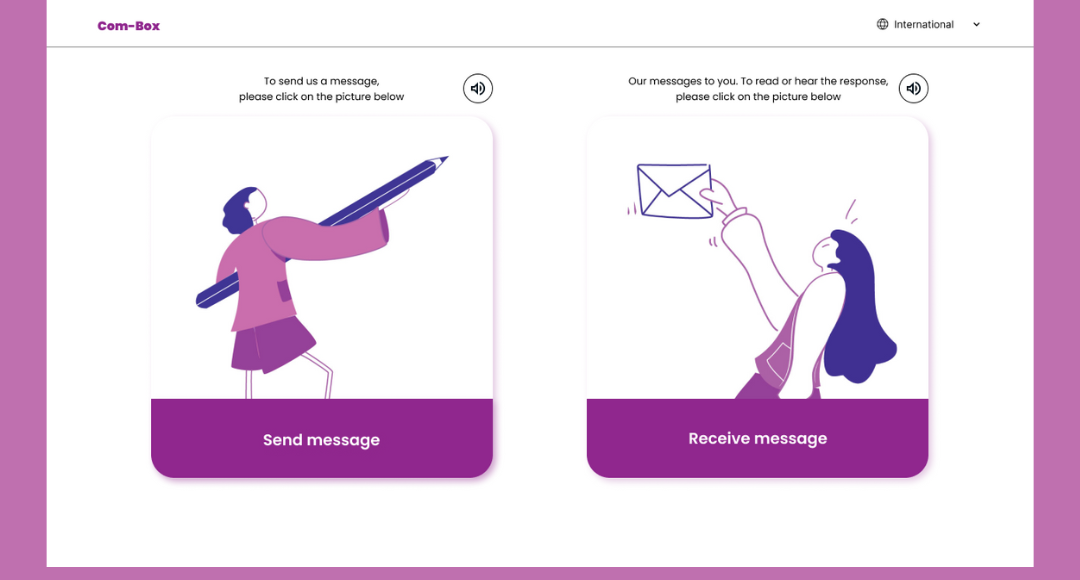 Com-Box
International
To send us a message,
please click on the picture below
Our messages to you. To read or hear the response,
please click on the picture below
Send message
Receive message